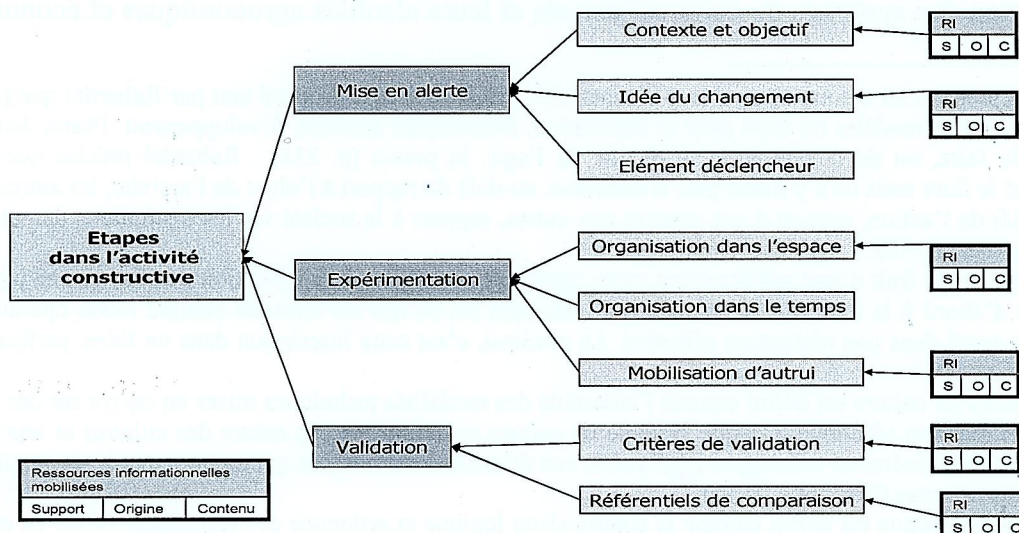 Contexte et objectif
RI
S O C
Mise en alerte
Idée du changement
RI
S O C
Elément déclencheur
Etapes
dans l'activité
constructive
Organisation dans l'espace
RI
S O C
Expérimentation
Organisation dans le temps
Mobilisation d'autrui
RI
S O C
Validation
Critères de validation
RI
S O C
Référentiels de comparaison
RI
S O C
Ressources informationnelles
mobilisées
Support Origine Contenu